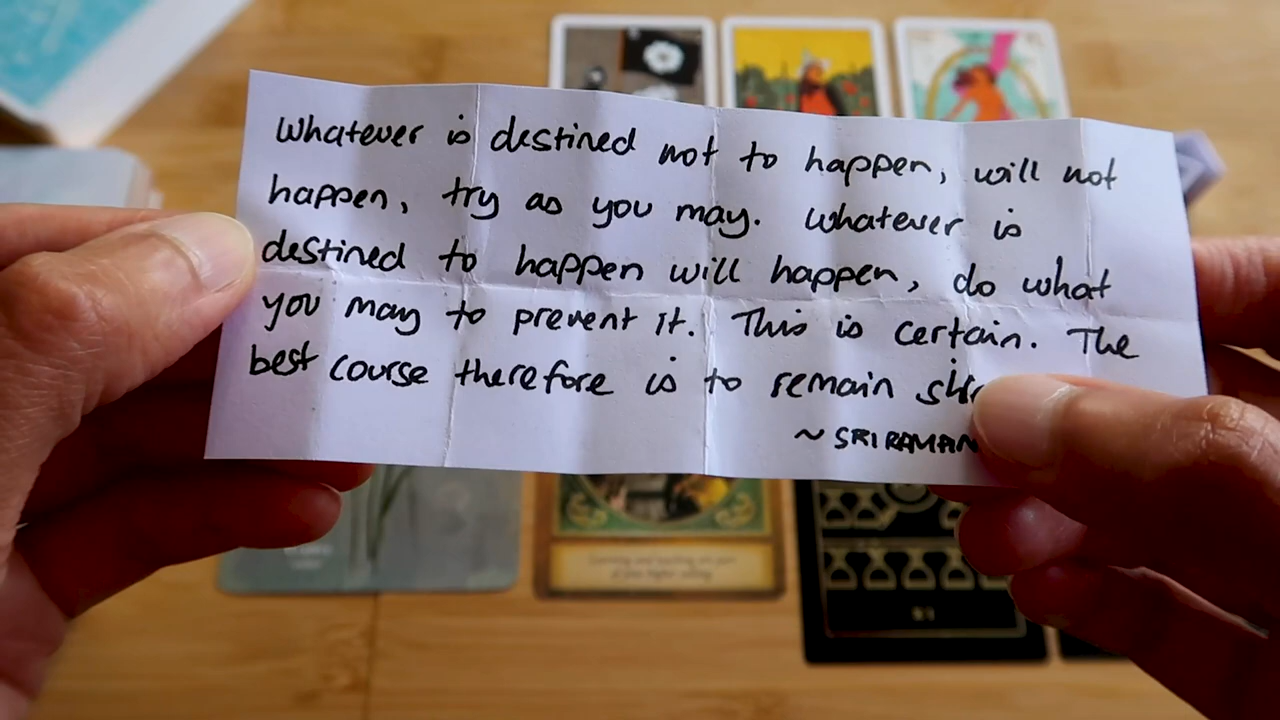 Whatever is destined not to happen, will not
happen, try as you may. Whatever is
destined to happen will happen, do what
you may to prevent it. This is certain. The
best course therefore is to remain
~ SRI RAMAN